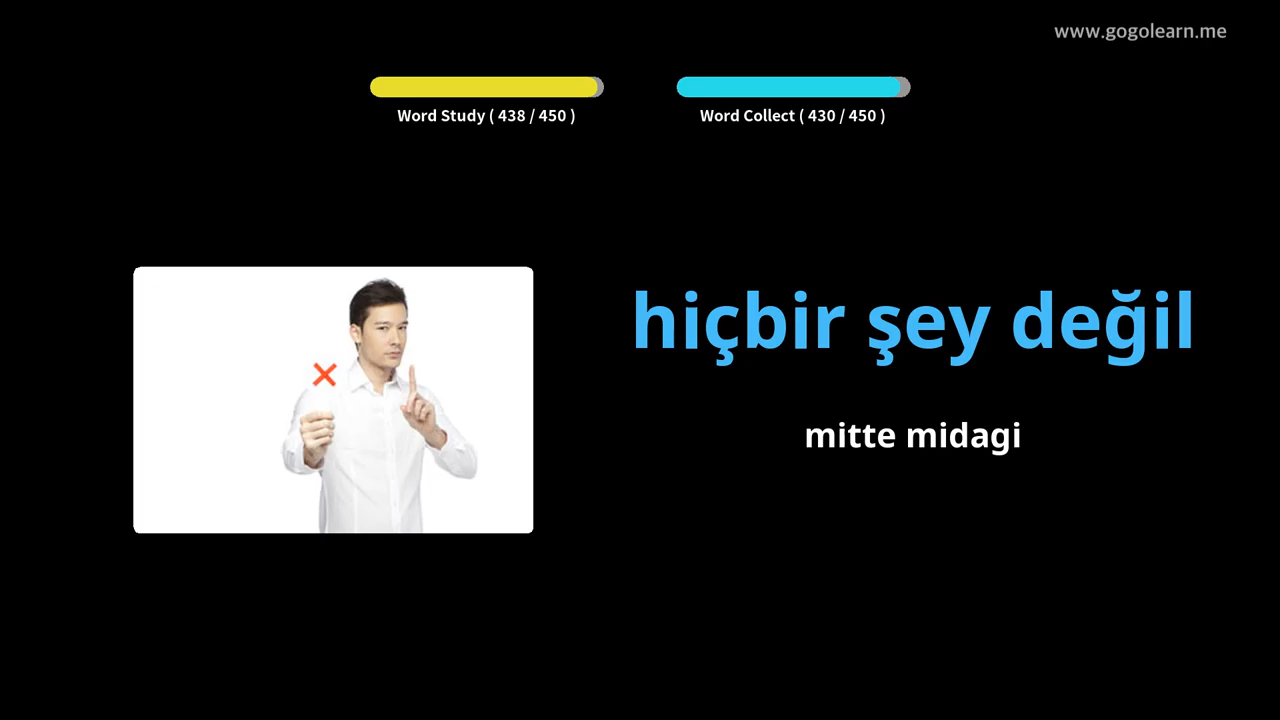 www.gogolearn.me
Word Study ( 438 / 450 )
Word Collect ( 430 / 450 )
hiçbir şey değil
mitte midagi